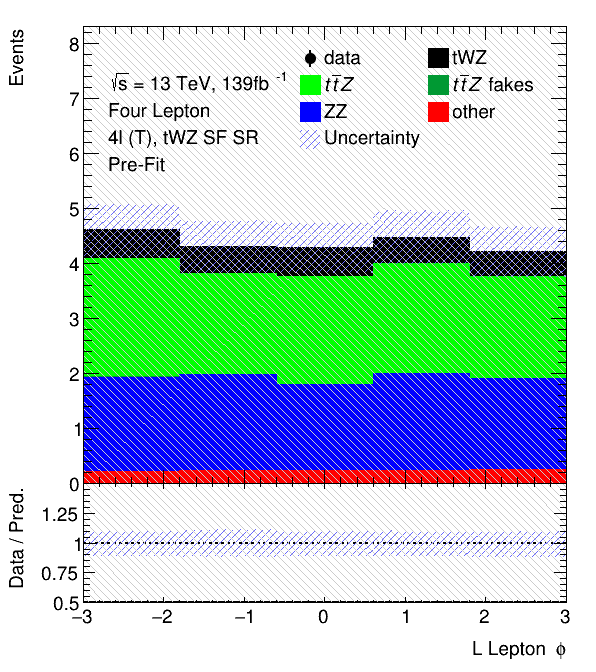 Events
8
7
6
5
4
3
2
1
0
√s = 13 TeV, 139fb⁻¹
Four Lepton
4l (T), tWZ SF SR
Pre-Fit
data
tWZ
tt̄Z
tt̄Z fakes
ZZ
other
Uncertainty
Data / Pred.
1.25
1
0.75
0.5
−3 −2 −1 0 1 2 3
L Lepton ϕ